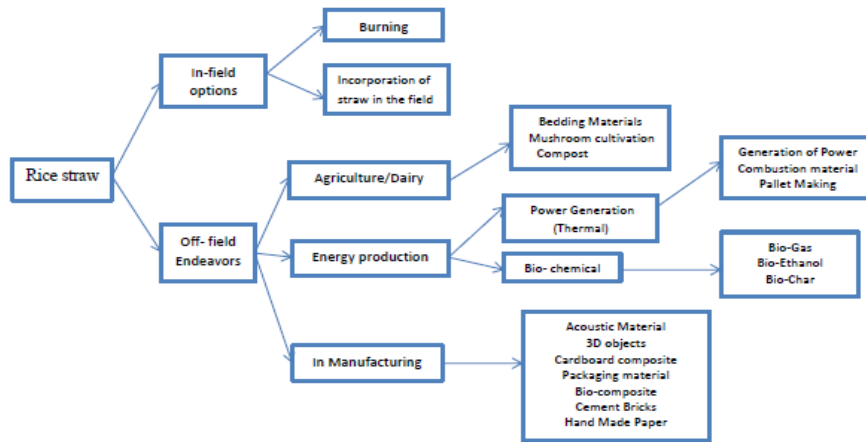 Rice straw
In-field
options
Burning
Incorporation of
straw in the field
Off- field
Endeavors
Agriculture/Dairy
Bedding Materials
Mushroom cultivation
Compost
Energy production
Power Generation
(Thermal)
Generation of Power
Combustion material
Pallet Making
Bio- chemical
Bio-Gas
Bio-Ethanol
Bio-Char
In Manufacturing
Acoustic Material
3D objects
Cardboard composite
Packaging material
Bio-composite
Cement Bricks
Hand Made Paper